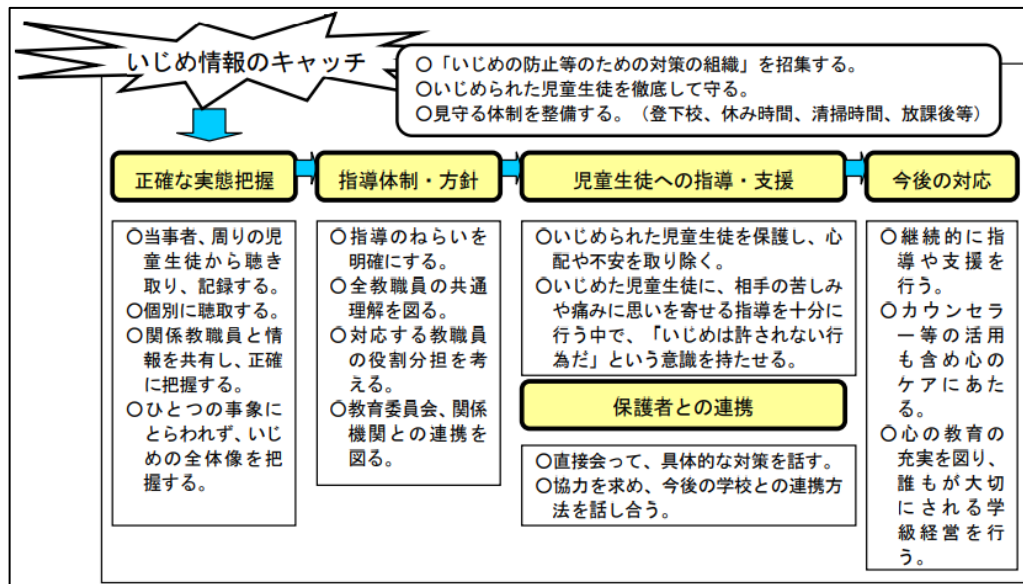 いじめ情報のキャッチ
〇「いじめの防止等のための対策の組織」を招集する。
〇いじめられた児童生徒を徹底して守る。
〇見守る体制を整備する。（登下校、休み時間、清掃時間、放課後等）
正確な実態把握
〇当事者、周りの児
童生徒から聴き
取り、記録する。
〇個別に聴取する。
〇関係教職員と情
報を共有し、正確
に把握する。
〇ひとつの事象に
とらわれず、いじ
めの全体像を把
握する。
指導体制・方針
〇指導のねらいを
明確にする。
〇全教職員の共通
理解を図る。
〇対応する教職員
の役割分担を考
える。
〇教育委員会、関係
機関との連携を
図る。
児童生徒への指導・支援
〇いじめられた児童生徒を保護し、心
配や不安を取り除く。
〇いじめた児童生徒に、相手の苦しみ
や痛みに思いを寄せる指導を十分に
行う中で、「いじめは許されない行
為だ」という意識を持たせる。
保護者との連携
〇直接会って、具体的な対策を話す。
〇協力を求め、今後の学校との連携方
法を話し合う。
今後の対応
〇継続的に指
導や支援を
行う。
〇カウンセラ
ー等の活用
も含め心の
ケアにあた
る。
〇心の教育の
充実を図り、
誰もが大切
にされる学
級経営を行
う。